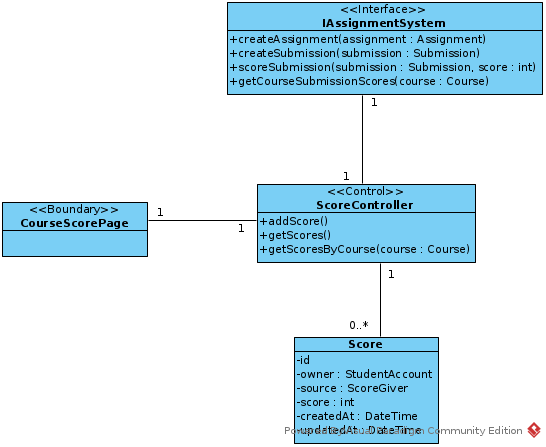 <<Interface>>
IAssignmentSystem
+createAssignment(assignment : Assignment)
+createSubmission(submission : Submission)
+scoreSubmission(submission : Submission, score : int)
+getCourseSubmissionScores(course : Course)
1
1
<<Control>>
ScoreController
+addScore()
+getScores()
+getScoresByCourse(course : Course)
<<Boundary>>
CourseScorePage
1
1
1
0..*
Score
-id
-owner : StudentAccount
-source : ScoreGiver
-score : int
-createdAt : DateTime
-updatedAt : DateTime
Powered By Visual Paradigm Community Edition